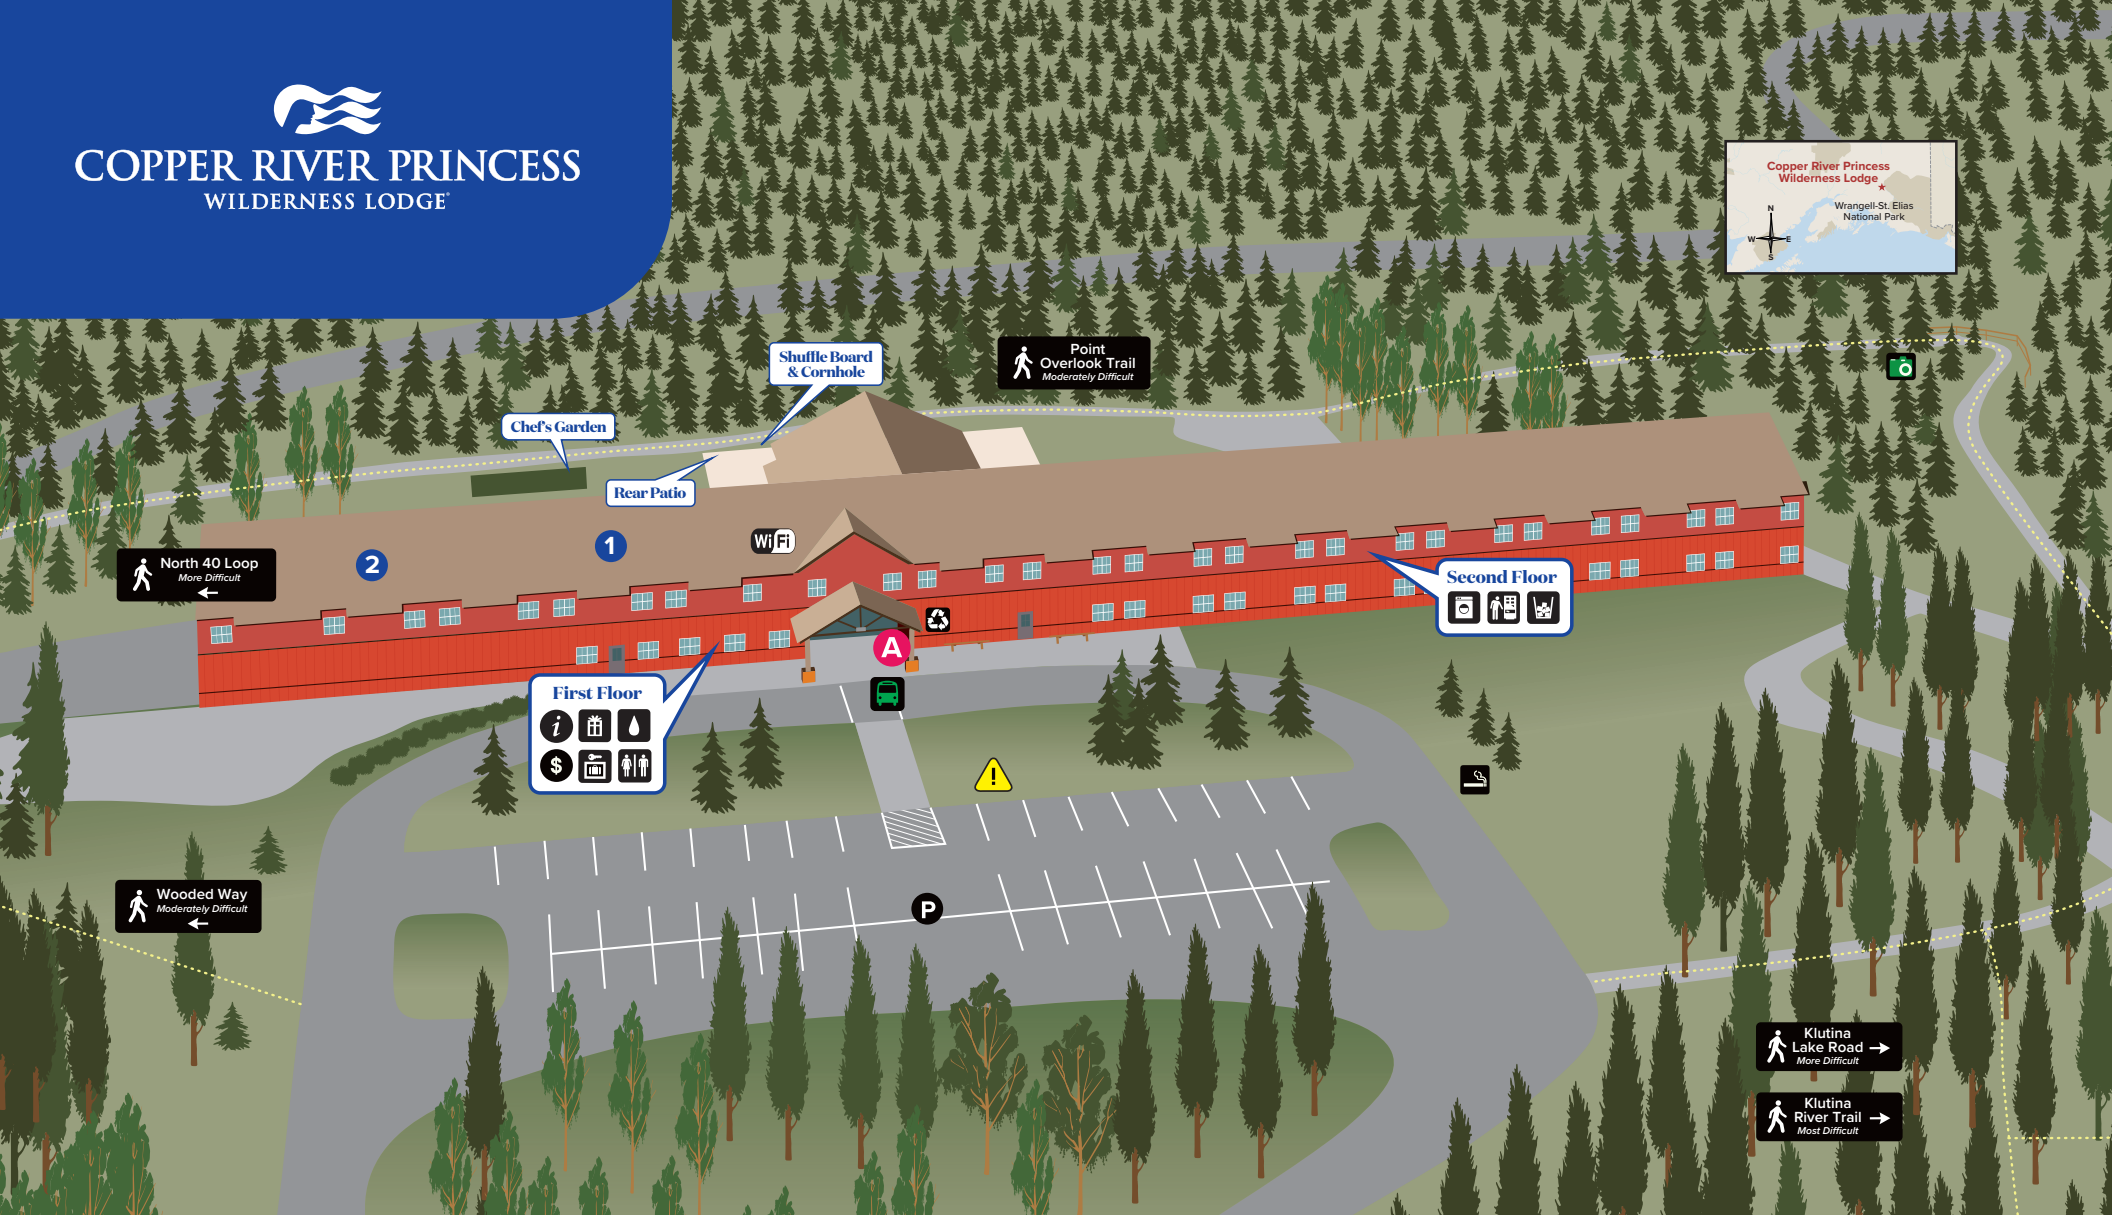 COPPER RIVER PRINCESS
WILDERNESS LODGE®
Copper River Princess
Wilderness Lodge
Wrangell-St. Elias
National Park
N
W
E
S
Shuffle Board
& Cornhole
Point
Overlook Trail
Moderately Difficult
Chef's Garden
Rear Patio
1
2
WiFi
North 40 Loop
More Difficult
Second Floor
A
First Floor
i
$
!
P
Wooded Way
Moderately Difficult
Klutina
Lake Road
More Difficult
Klutina
River Trail
Most Difficult